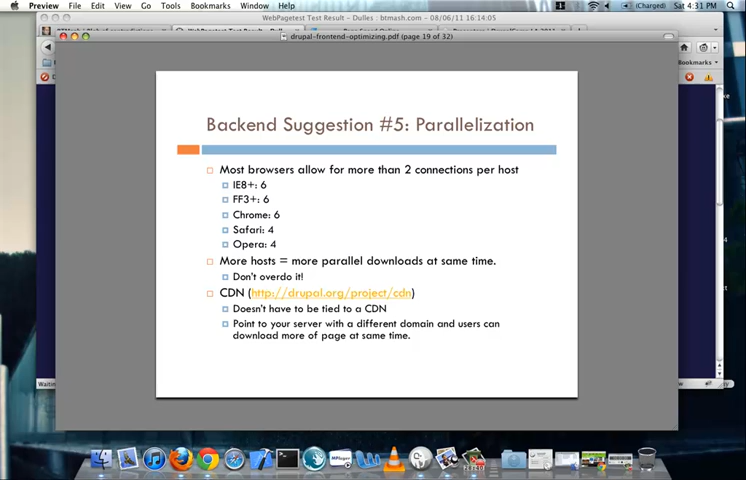 Preview File Edit View Go Tools Bookmarks Window Help (Charged) Sat 4:31 PM
WebPagetest Test Result - Dulles : btmash.com - 08/06/11 16:14:05
drupal-frontend-optimizing.pdf (page 19 of 32)
Bookmarks
Backend Suggestion #5: Parallelization
Most browsers allow for more than 2 connections per host
IE8+: 6
FF3+: 6
Chrome: 6
Safari: 4
Opera: 4
More hosts = more parallel downloads at same time.
Don't overdo it!
CDN (http://drupal.org/project/cdn)
Doesn't have to be tied to a CDN
Point to your server with a different domain and users can
download more of page at same time.